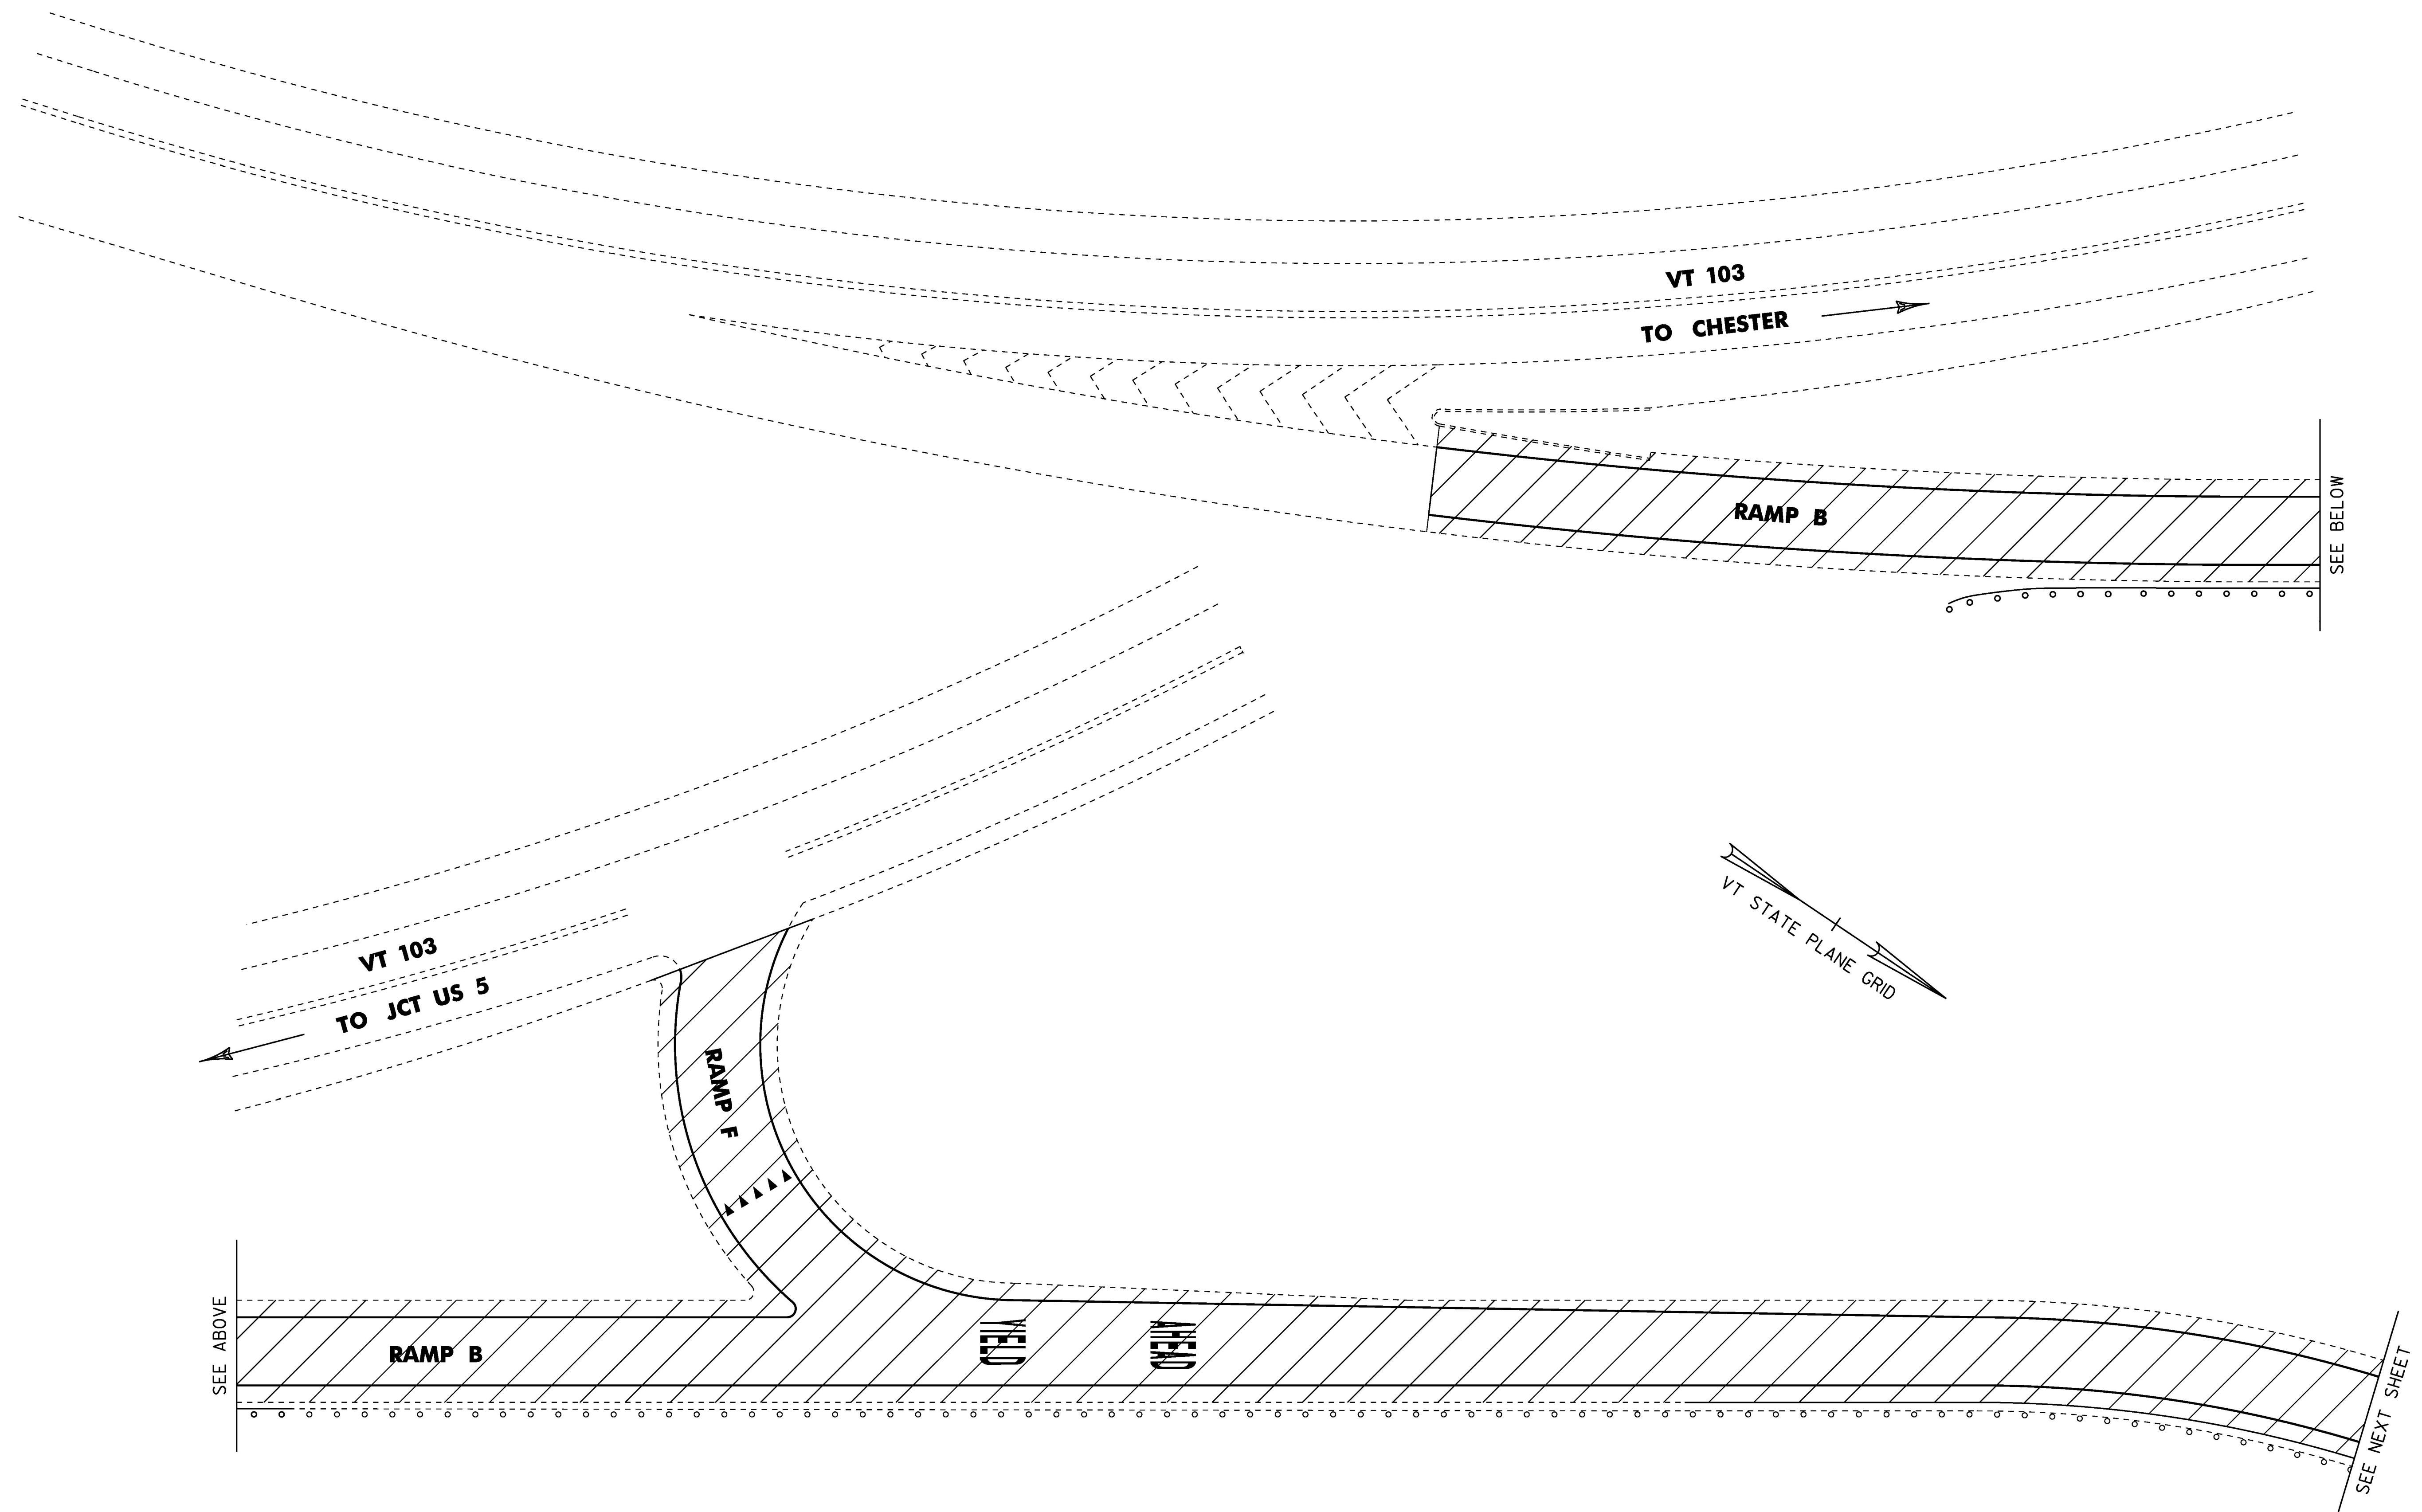 VT 103
TO CHESTER
RAMP B
SEE BELOW
VT STATE PLANE GRID
VT 103
TO JCT US 5
RAMP F
SEE ABOVE
RAMP B
YIELD
AHEAD
SEE NEXT SHEET